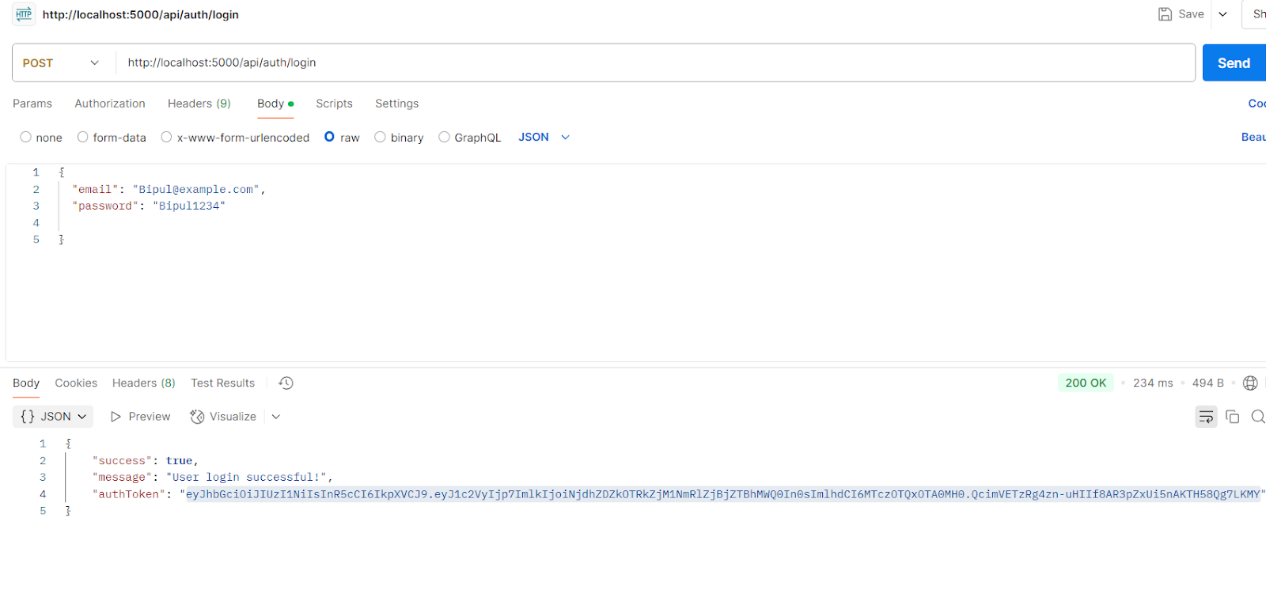 HTTP http://localhost:5000/api/auth/login Save
POST http://localhost:5000/api/auth/login Send
Params Authorization Headers (9) Body Scripts Settings
none form-data x-www-form-urlencoded raw binary GraphQL JSON
1 {
2 "email": "Bipul@example.com",
3 "password": "Bipul1234"
4
5 }
Body Cookies Headers (8) Test Results 200 OK • 234 ms • 494 B •
{} JSON Preview Visualize
1 {
2 "success": true,
3 "message": "User login successful!",
4 "authToken": "eyJhbGciOiJIUzI1NiIsInR5cCI6IkpXVCJ9.eyJ1c2VyIjp7ImlkIjoiNjdhZDZkOTRkZjM1NmRlZjBjZTBhMWQ0In0sImlhdCI6MTczOTQxOTA0MH0.QcimVETzRg4zn-uHIIf8AR3pZxUi5nAKTH58Qg7LKMY"
5 }